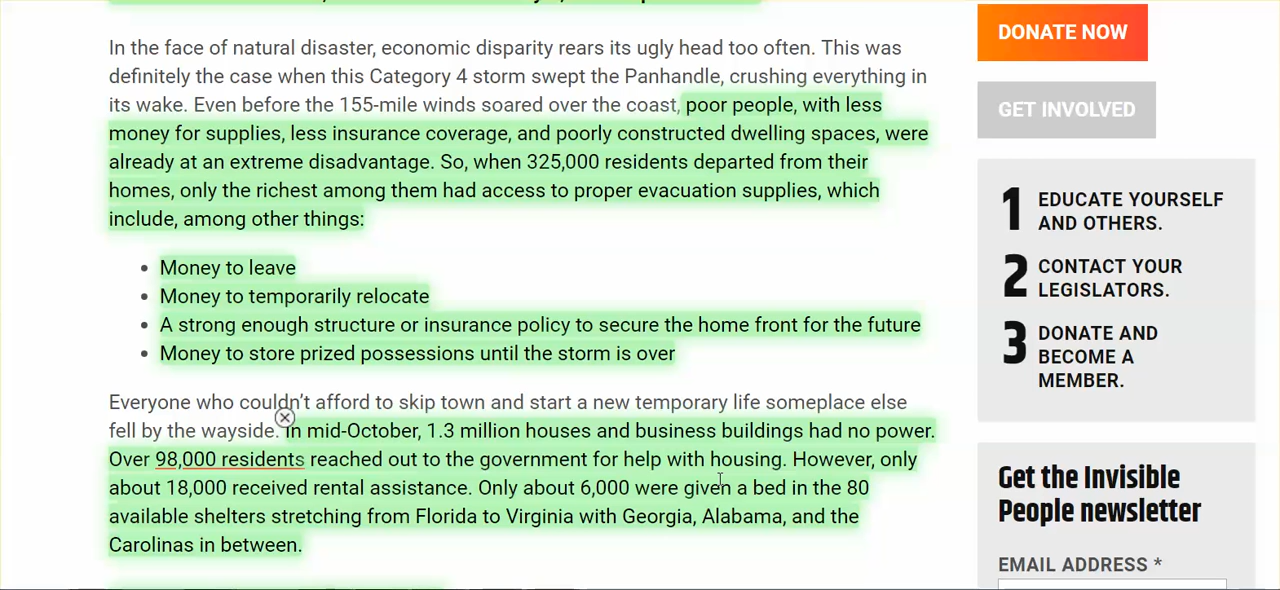 In the face of natural disaster, economic disparity rears its ugly head too often. This was
definitely the case when this Category 4 storm swept the Panhandle, crushing everything in
its wake. Even before the 155-mile winds soared over the coast, poor people, with less
money for supplies, less insurance coverage, and poorly constructed dwelling spaces, were
already at an extreme disadvantage. So, when 325,000 residents departed from their
homes, only the richest among them had access to proper evacuation supplies, which
include, among other things:
Money to leave
Money to temporarily relocate
A strong enough structure or insurance policy to secure the home front for the future
Money to store prized possessions until the storm is over
Everyone who couldn't afford to skip town and start a new temporary life someplace else
fell by the wayside. In mid-October, 1.3 million houses and business buildings had no power.
Over 98,000 residents reached out to the government for help with housing. However, only
about 18,000 received rental assistance. Only about 6,000 were given a bed in the 80
available shelters stretching from Florida to Virginia with Georgia, Alabama, and the
Carolinas in between.
DONATE NOW
GET INVOLVED
1 EDUCATE YOURSELF
AND OTHERS.
2 CONTACT YOUR
LEGISLATORS.
3 DONATE AND
BECOME A
MEMBER.
Get the Invisible
People newsletter
EMAIL ADDRESS *